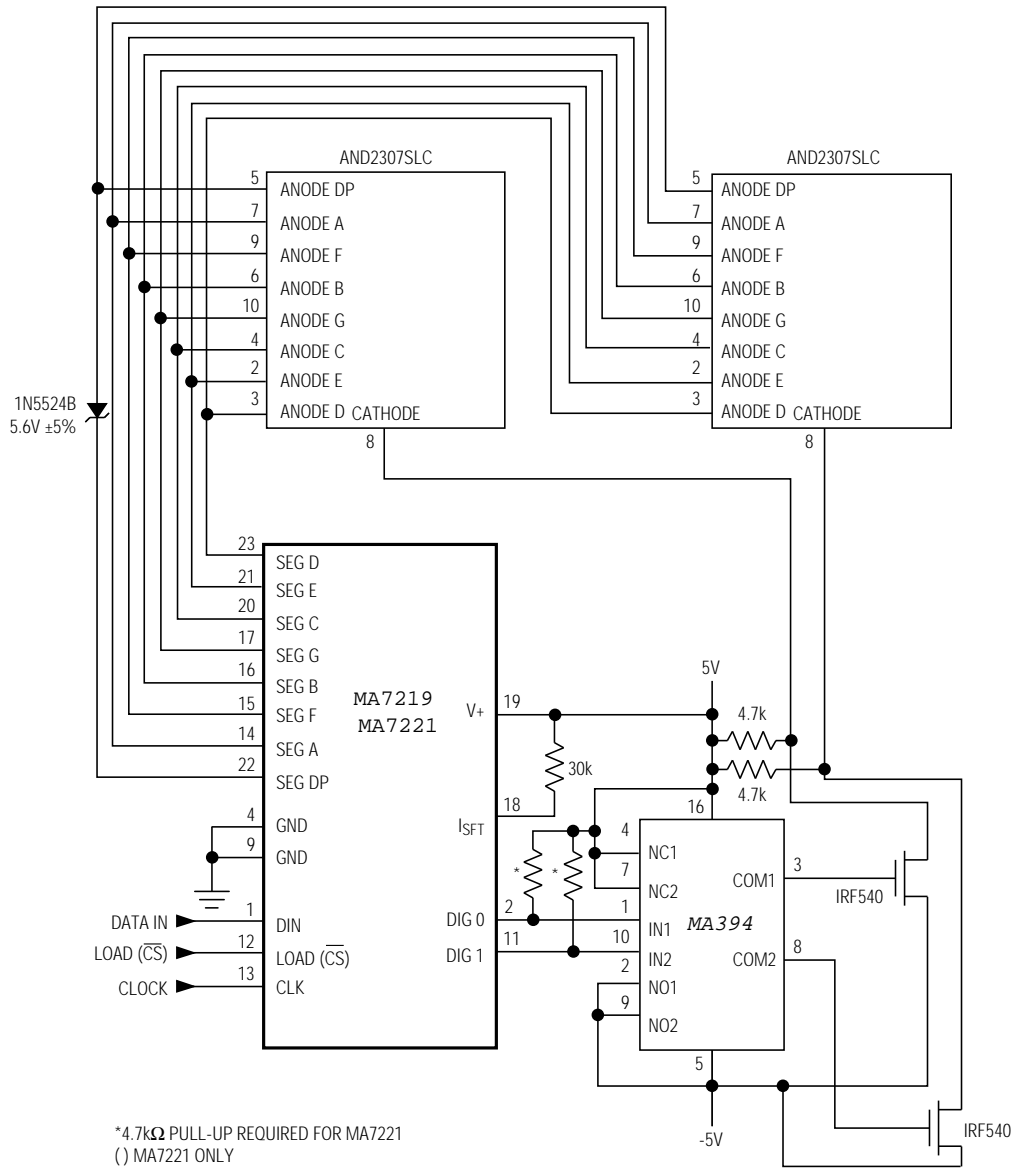 AND2307SLC
AND2307SLC
5 ANODE DP
7 ANODE A
9 ANODE F
6 ANODE B
10 ANODE G
4 ANODE C
2 ANODE E
3 ANODE D CATHODE
8
5 ANODE DP
7 ANODE A
9 ANODE F
6 ANODE B
10 ANODE G
4 ANODE C
2 ANODE E
3 ANODE D CATHODE
8
1N5524B
5.6V ±5%
23 SEG D
21 SEG E
20 SEG C
17 SEG G
16 SEG B
15 SEG F
14 SEG A
22 SEG DP
4 GND
9 GND
DATA IN 1 DIN
LOAD (C̅S̅) 12 LOAD (C̅S̅)
CLOCK 13 CLK
MA7219
MA7221
V+ 19
ISFT 18
DIG 0 2
DIG 1 11
30k
* *
5V
4.7k
4.7k
16
4 NC1
7 NC2
1 IN1
10 IN2
2 NO1
9 NO2
MA394
COM1 3
COM2 8
5
-5V
IRF540
IRF540
*4.7kΩ PULL-UP REQUIRED FOR MA7221
( ) MA7221 ONLY